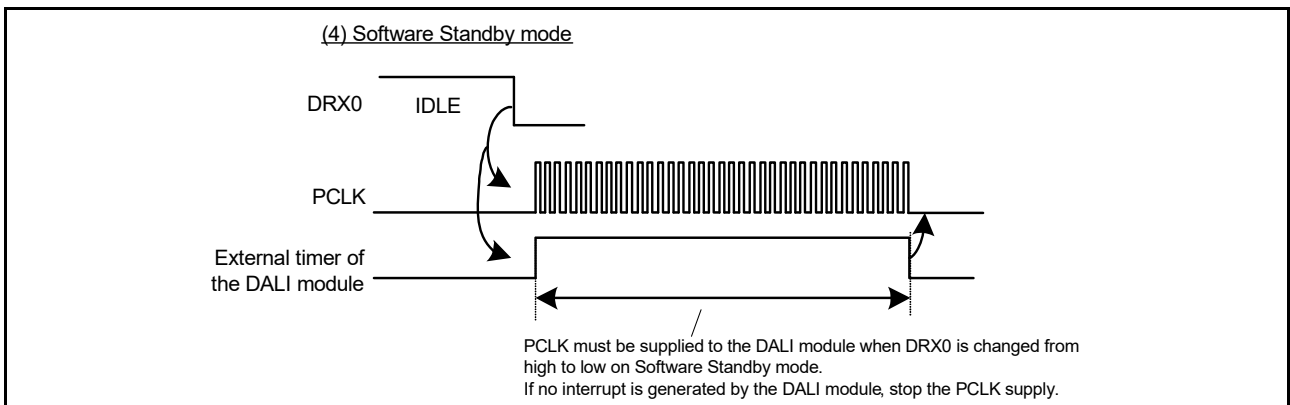 (4) Software Standby mode
DRX0
IDLE
PCLK
External timer of
the DALI module
PCLK must be supplied to the DALI module when DRX0 is changed from
high to low on Software Standby mode.
If no interrupt is generated by the DALI module, stop the PCLK supply.